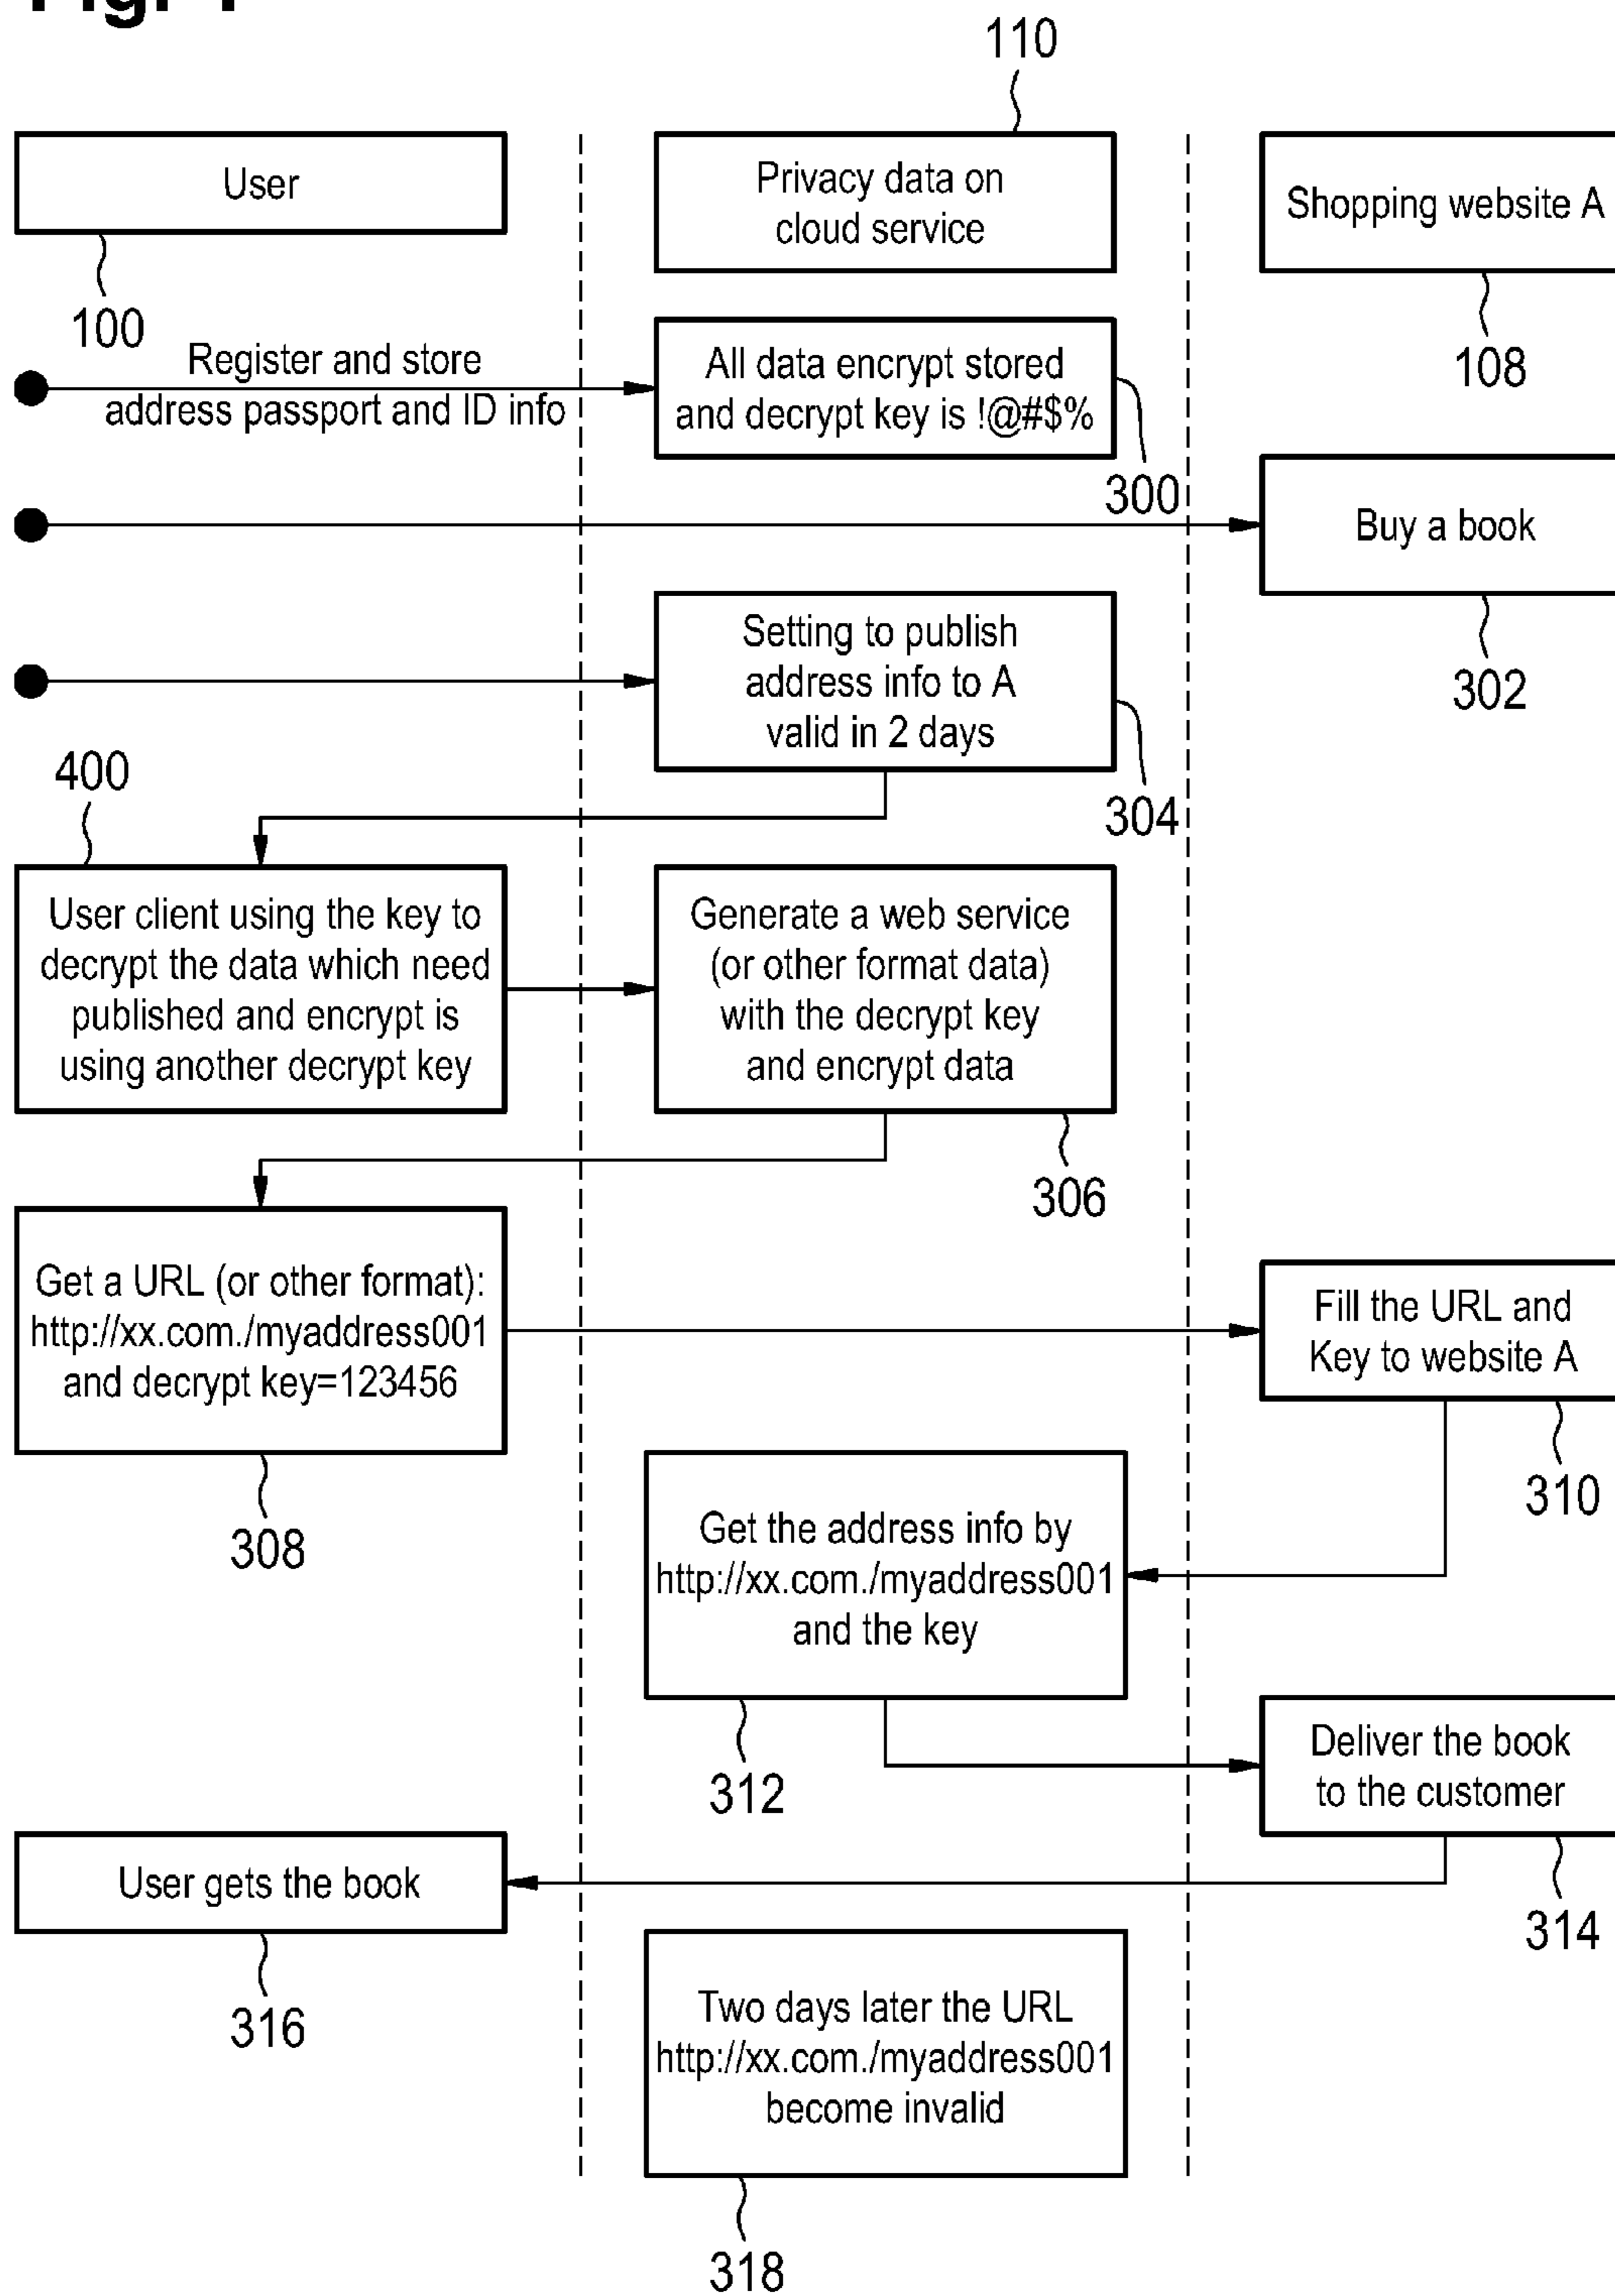 110
User
Privacy data on
cloud service
Shopping website A
100
108
Register and store
address passport and ID info
All data encrypt stored
and decrypt key is !@#$%
300
Buy a book
302
Setting to publish
address info to A
valid in 2 days
304
400
User client using the key to
decrypt the data which need
published and encrypt is
using another decrypt key
Generate a web service
(or other format data)
with the decrypt key
and encrypt data
306
Get a URL (or other format):
http://xx.com./myaddress001
and decrypt key=123456
308
Fill the URL and
Key to website A
310
Get the address info by
http://xx.com./myaddress001
and the key
312
Deliver the book
to the customer
314
User gets the book
316
Two days later the URL
http://xx.com./myaddress001
become invalid
318